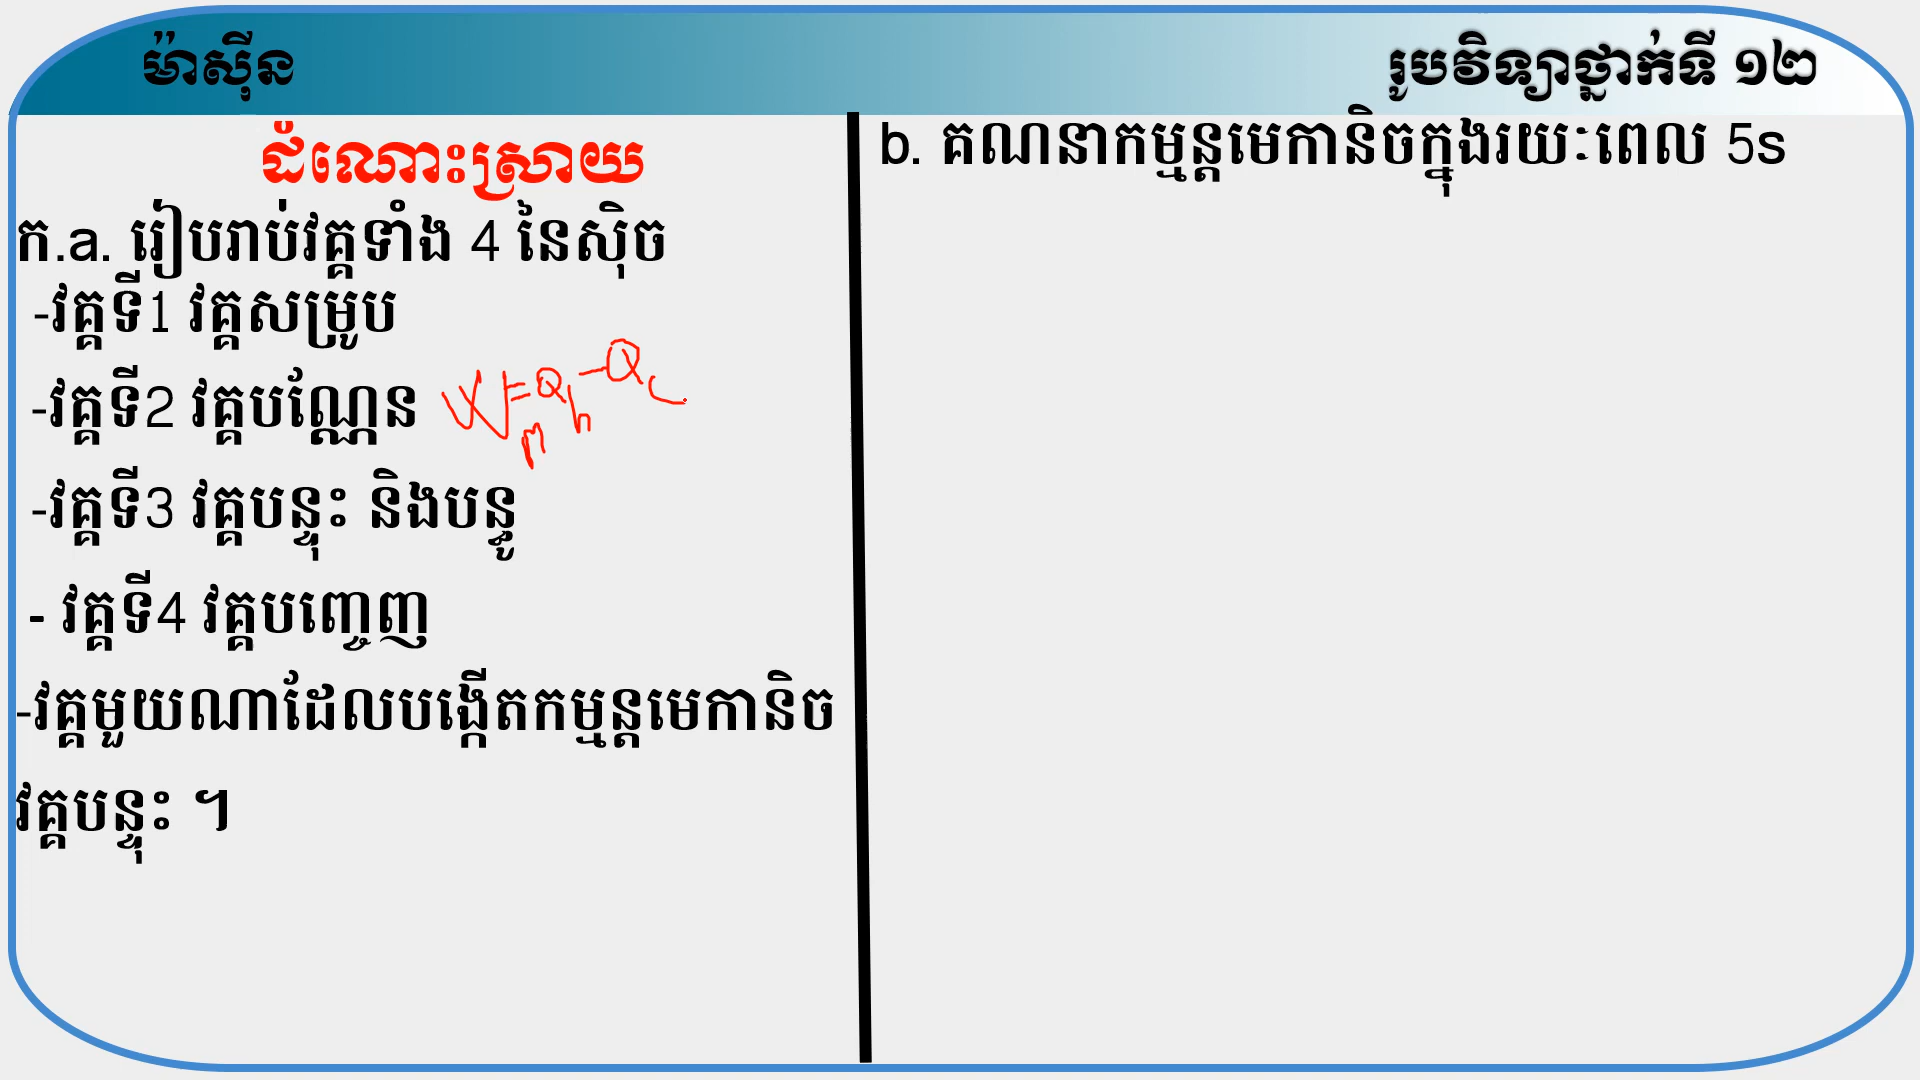 ម៉ាស៊ីន
រូបវិទ្យាថ្នាក់ទី ១២
ដំណោះស្រាយ
ក.a. រៀបរាប់វគ្គទាំង 4 នៃស៊ិច
-វគ្គទី1 វគ្គសម្រូប
-វគ្គទី2 វគ្គបណ្ណែន
W_m = Q_h - Q_c
-វគ្គទី3 វគ្គបន្ទុះ និងបន្ធូ
- វគ្គទី4 វគ្គបញ្ចេញ
-វគ្គមួយណាដែលបង្កើតកម្មន្តមេកានិច
វគ្គបន្ទុះ ។
b. គណនាកម្មន្តមេកានិចក្នុងរយៈពេល 5s